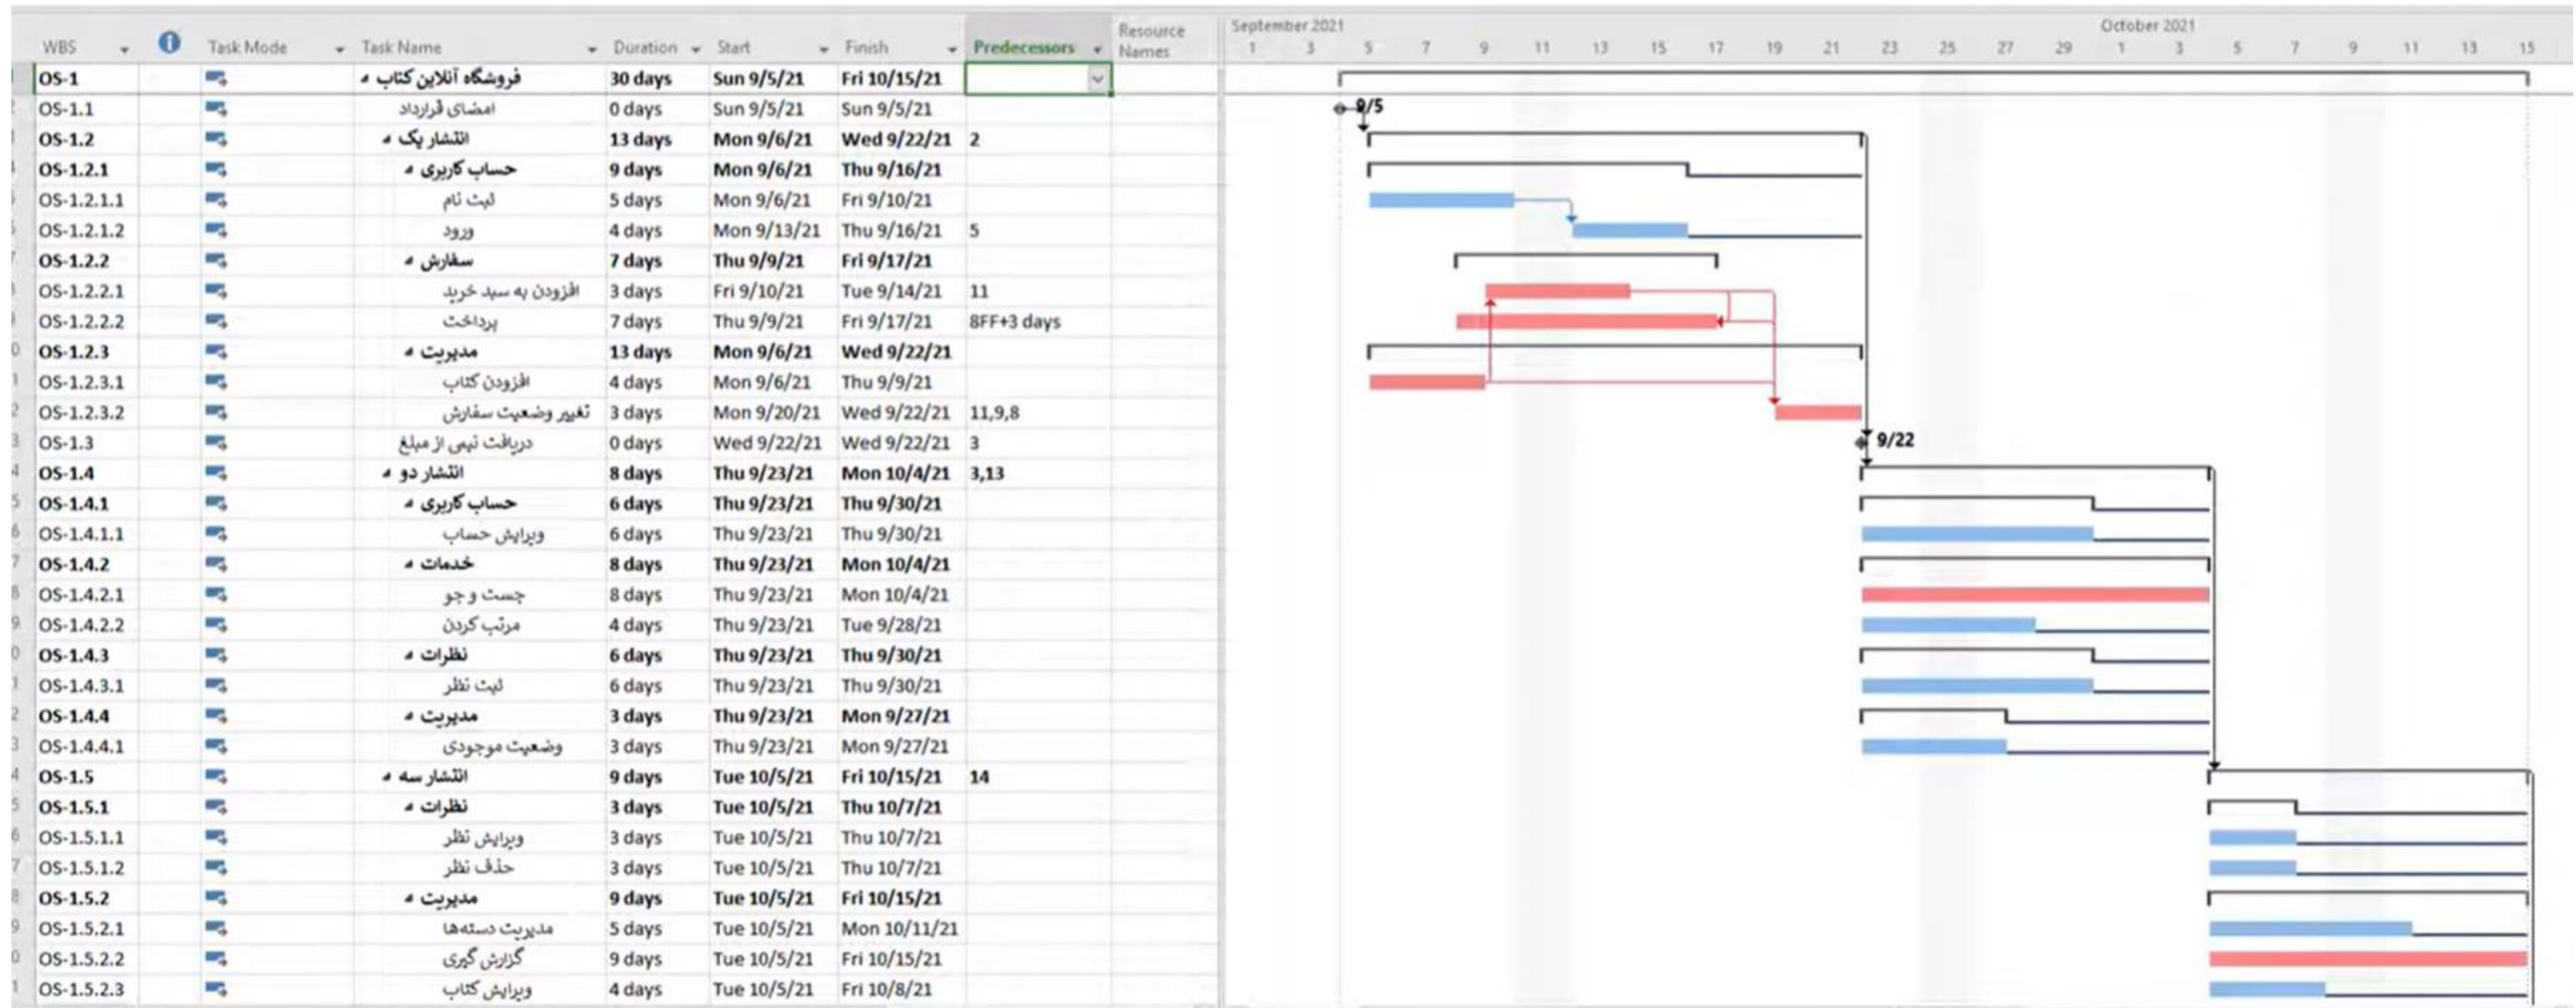 Resource
September 2021 October 2021
WBS Task Mode Task Name Duration Start Finish Predecessors Names 1 3 5 7 9 11 13 15 17 19 21 23 25 27 29 1 3 5 7 9 11 13 15
OS-1 فروشگاه آنلاین کتاب 30 days Sun 9/5/21 Fri 10/15/21
OS-1.1 امضای قرارداد 0 days Sun 9/5/21 Sun 9/5/21 9/5
OS-1.2 انتشار یک 13 days Mon 9/6/21 Wed 9/22/21 2
OS-1.2.1 حساب کاربری 9 days Mon 9/6/21 Thu 9/16/21
OS-1.2.1.1 ثبت نام 5 days Mon 9/6/21 Fri 9/10/21
OS-1.2.1.2 ورود 4 days Mon 9/13/21 Thu 9/16/21 5
OS-1.2.2 سفارش 7 days Thu 9/9/21 Fri 9/17/21
OS-1.2.2.1 افزودن به سبد خرید 3 days Fri 9/10/21 Tue 9/14/21 11
OS-1.2.2.2 پرداخت 7 days Thu 9/9/21 Fri 9/17/21 8FF+3 days
OS-1.2.3 مدیریت 13 days Mon 9/6/21 Wed 9/22/21
OS-1.2.3.1 افزودن کتاب 4 days Mon 9/6/21 Thu 9/9/21
OS-1.2.3.2 تغییر وضعیت سفارش 3 days Mon 9/20/21 Wed 9/22/21 11,9,8
OS-1.3 دریافت نیمی از مبلغ 0 days Wed 9/22/21 Wed 9/22/21 3 9/22
OS-1.4 انتشار دو 8 days Thu 9/23/21 Mon 10/4/21 3,13
OS-1.4.1 حساب کاربری 6 days Thu 9/23/21 Thu 9/30/21
OS-1.4.1.1 ویرایش حساب 6 days Thu 9/23/21 Thu 9/30/21
OS-1.4.2 خدمات 8 days Thu 9/23/21 Mon 10/4/21
OS-1.4.2.1 جست و جو 8 days Thu 9/23/21 Mon 10/4/21
OS-1.4.2.2 مرتب کردن 4 days Thu 9/23/21 Tue 9/28/21
OS-1.4.3 نظرات 6 days Thu 9/23/21 Thu 9/30/21
OS-1.4.3.1 ثبت نظر 6 days Thu 9/23/21 Thu 9/30/21
OS-1.4.4 مدیریت 3 days Thu 9/23/21 Mon 9/27/21
OS-1.4.4.1 وضعیت موجودی 3 days Thu 9/23/21 Mon 9/27/21
OS-1.5 انتشار سه 9 days Tue 10/5/21 Fri 10/15/21 14
OS-1.5.1 نظرات 3 days Tue 10/5/21 Thu 10/7/21
OS-1.5.1.1 ویرایش نظر 3 days Tue 10/5/21 Thu 10/7/21
OS-1.5.1.2 حذف نظر 3 days Tue 10/5/21 Thu 10/7/21
OS-1.5.2 مدیریت 9 days Tue 10/5/21 Fri 10/15/21
OS-1.5.2.1 مدیریت دسته‌ها 5 days Tue 10/5/21 Mon 10/11/21
OS-1.5.2.2 گزارش گیری 9 days Tue 10/5/21 Fri 10/15/21
OS-1.5.2.3 ویرایش کتاب 4 days Tue 10/5/21 Fri 10/8/21